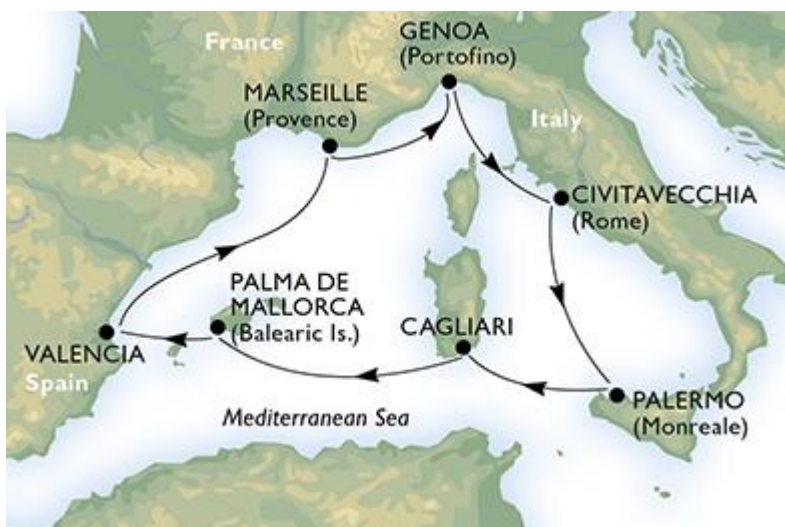 France
GENOA
(Portofino)
MARSEILLE
(Provence)
Italy
CIVITAVECCHIA
(Rome)
PALMA DE
MALLORCA
(Balearic Is.)
CAGLIARI
VALENCIA
Spain
PALERMO
(Monreale)
Mediterranean Sea